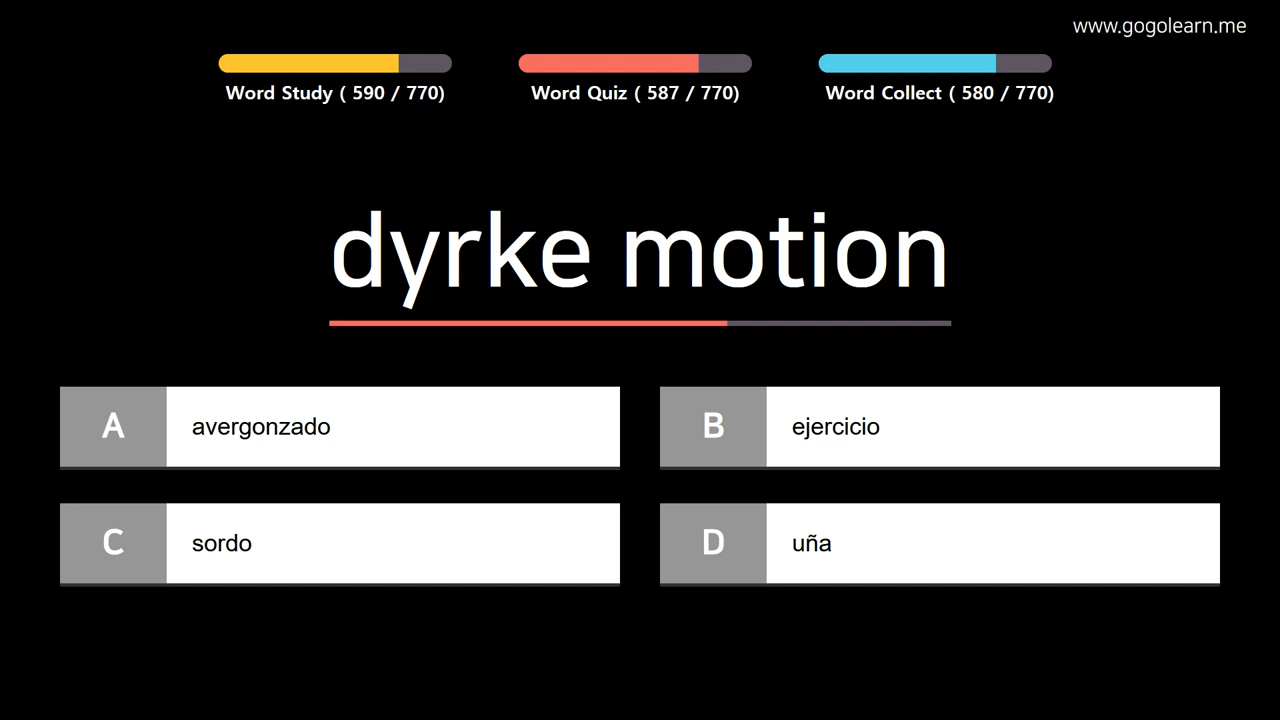 www.gogolearn.me
Word Study ( 590 / 770)
Word Quiz ( 587 / 770)
Word Collect ( 580 / 770)
dyrke motion
A avergonzado
B ejercicio
C sordo
D uña